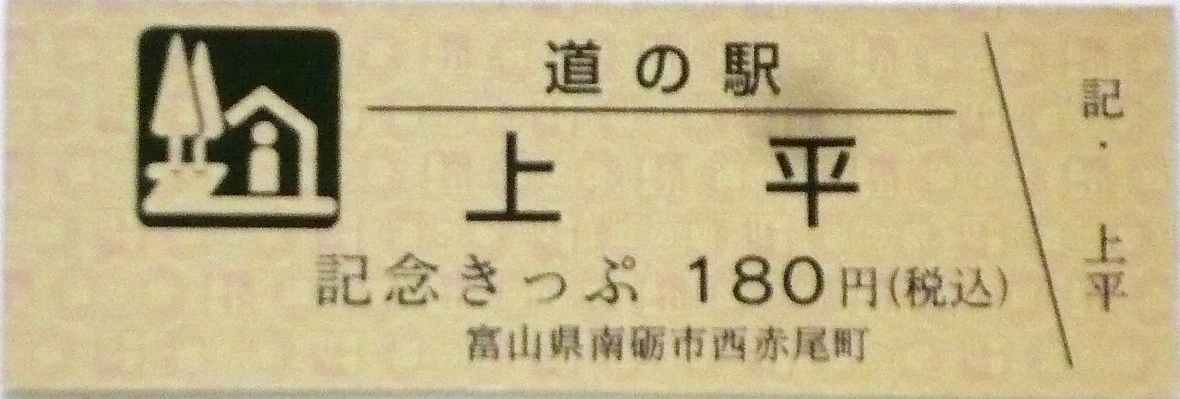 道の駅
上平
記念きっぷ 180円(税込)
富山県南砺市西赤尾町
記・上平